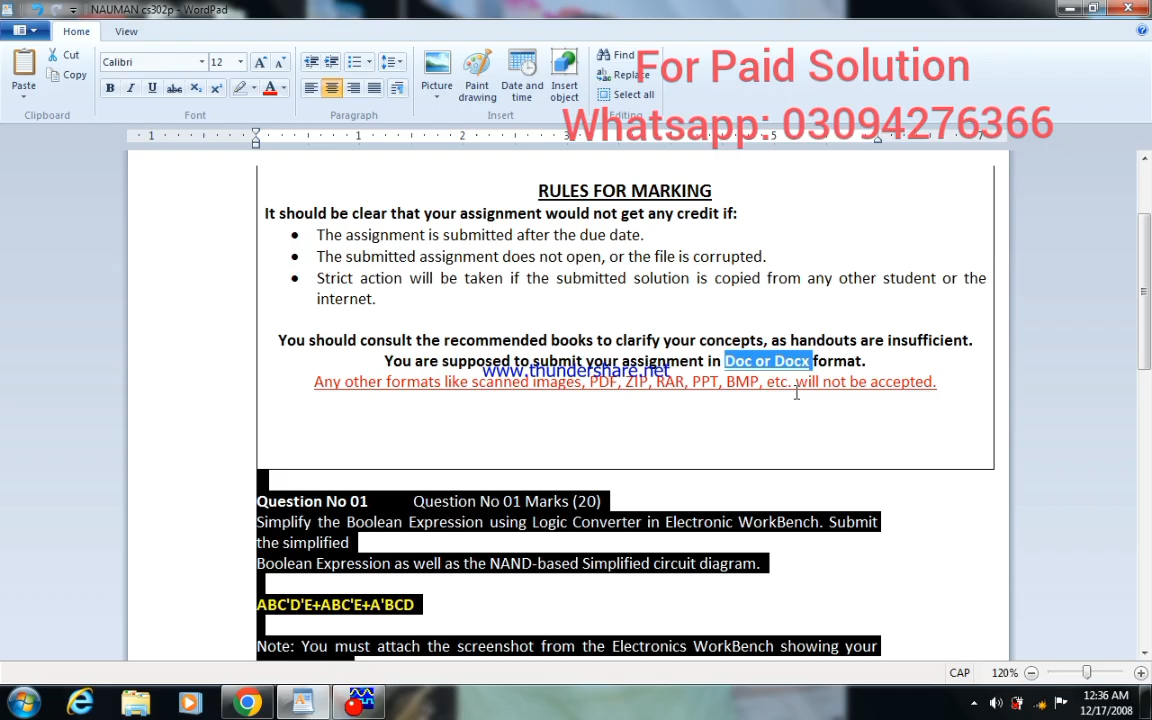 NAUMAN cs302p - WordPad
Home
View
Paste
Cut
Copy
Clipboard
Calibri
12
Font
Paragraph
Picture
Paint drawing
Date and time
Insert object
Insert
Find
Replace
Select all
Editing
For Paid Solution
Whatsapp: 03094276366
RULES FOR MARKING
It should be clear that your assignment would not get any credit if:
• The assignment is submitted after the due date.
• The submitted assignment does not open, or the file is corrupted.
• Strict action will be taken if the submitted solution is copied from any other student or the
internet.
You should consult the recommended books to clarify your concepts, as handouts are insufficient.
You are supposed to submit your assignment in Doc or Docx format.
www.thundershare.net
Any other formats like scanned images, PDF, ZIP, RAR, PPT, BMP, etc. will not be accepted.
Question No 01 Question No 01 Marks (20)
Simplify the Boolean Expression using Logic Converter in Electronic WorkBench. Submit
the simplified
Boolean Expression as well as the NAND-based Simplified circuit diagram.
ABC'D'E+ABC'E+A'BCD
Note: You must attach the screenshot from the Electronics WorkBench showing your
CAP
120%
12:36 AM
12/17/2008